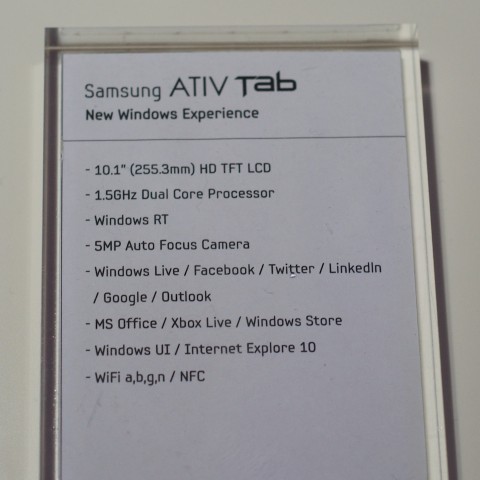 Samsung ATIV Tab
New Windows Experience
- 10.1" (255.3mm) HD TFT LCD
- 1.5GHz Dual Core Processor
- Windows RT
- 5MP Auto Focus Camera
- Windows Live / Facebook / Twitter / LinkedIn
/ Google / Outlook
- MS Office / Xbox Live / Windows Store
- Windows UI / Internet Explore 10
- WiFi a,b,g,n / NFC